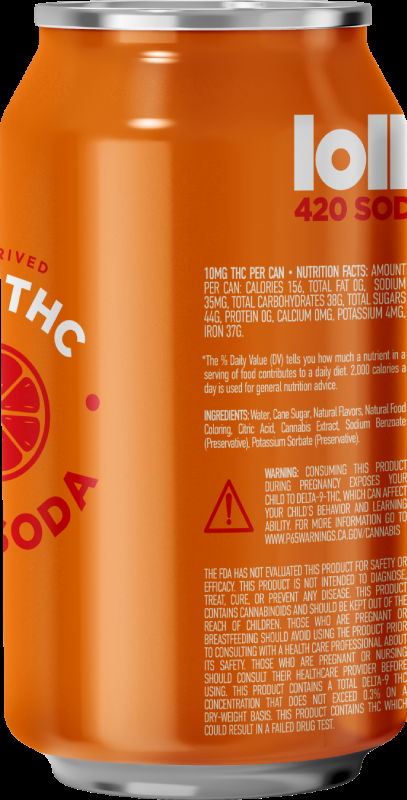 loll
420 SOD
RIVED
THC
SODA
10MG THC PER CAN • NUTRITION FACTS: AMOUNT
PER CAN: CALORIES 156, TOTAL FAT 0G, SODIUM
35MG, TOTAL CARBOHYDRATES 38G, TOTAL SUGARS
44G, PROTEIN 0G, CALCIUM 0MG, POTASSIUM 4MG,
IRON 37G.
*The % Daily Value (DV) tells you how much a nutrient in a
serving of food contributes to a daily diet. 2,000 calories a
day is used for general nutrition advice.
INGREDIENTS: Water, Cane Sugar, Natural Flavors, Natural Food
Coloring, Citric Acid, Cannabis Extract, Sodium Benzoate
(Preservative), Potassium Sorbate (Preservative).
WARNING: CONSUMING THIS PRODUCT
DURING PREGNANCY EXPOSES YOUR
CHILD TO DELTA-9-THC, WHICH CAN AFFECT
YOUR CHILD'S BEHAVIOR AND LEARNING
ABILITY. FOR MORE INFORMATION GO TO
WWW.P65WARNINGS.CA.GOV/CANNABIS
THE FDA HAS NOT EVALUATED THIS PRODUCT FOR SAFETY OR
EFFICACY. THIS PRODUCT IS NOT INTENDED TO DIAGNOSE,
TREAT, CURE, OR PREVENT ANY DISEASE. THIS PRODUCT
CONTAINS CANNABINOIDS AND SHOULD BE KEPT OUT OF THE
REACH OF CHILDREN. THOSE WHO ARE PREGNANT OR
BREASTFEEDING SHOULD AVOID USING THE PRODUCT PRIOR
TO CONSULTING WITH A HEALTH CARE PROFESSIONAL ABOUT
ITS SAFETY. THOSE WHO ARE PREGNANT OR NURSING
SHOULD CONSULT THEIR HEALTHCARE PROVIDER BEFORE
USING. THIS PRODUCT CONTAINS A TOTAL DELTA-9 THC
CONCENTRATION THAT DOES NOT EXCEED 0.3% ON A
DRY-WEIGHT BASIS. THIS PRODUCT CONTAINS THC WHICH
COULD RESULT IN A FAILED DRUG TEST.